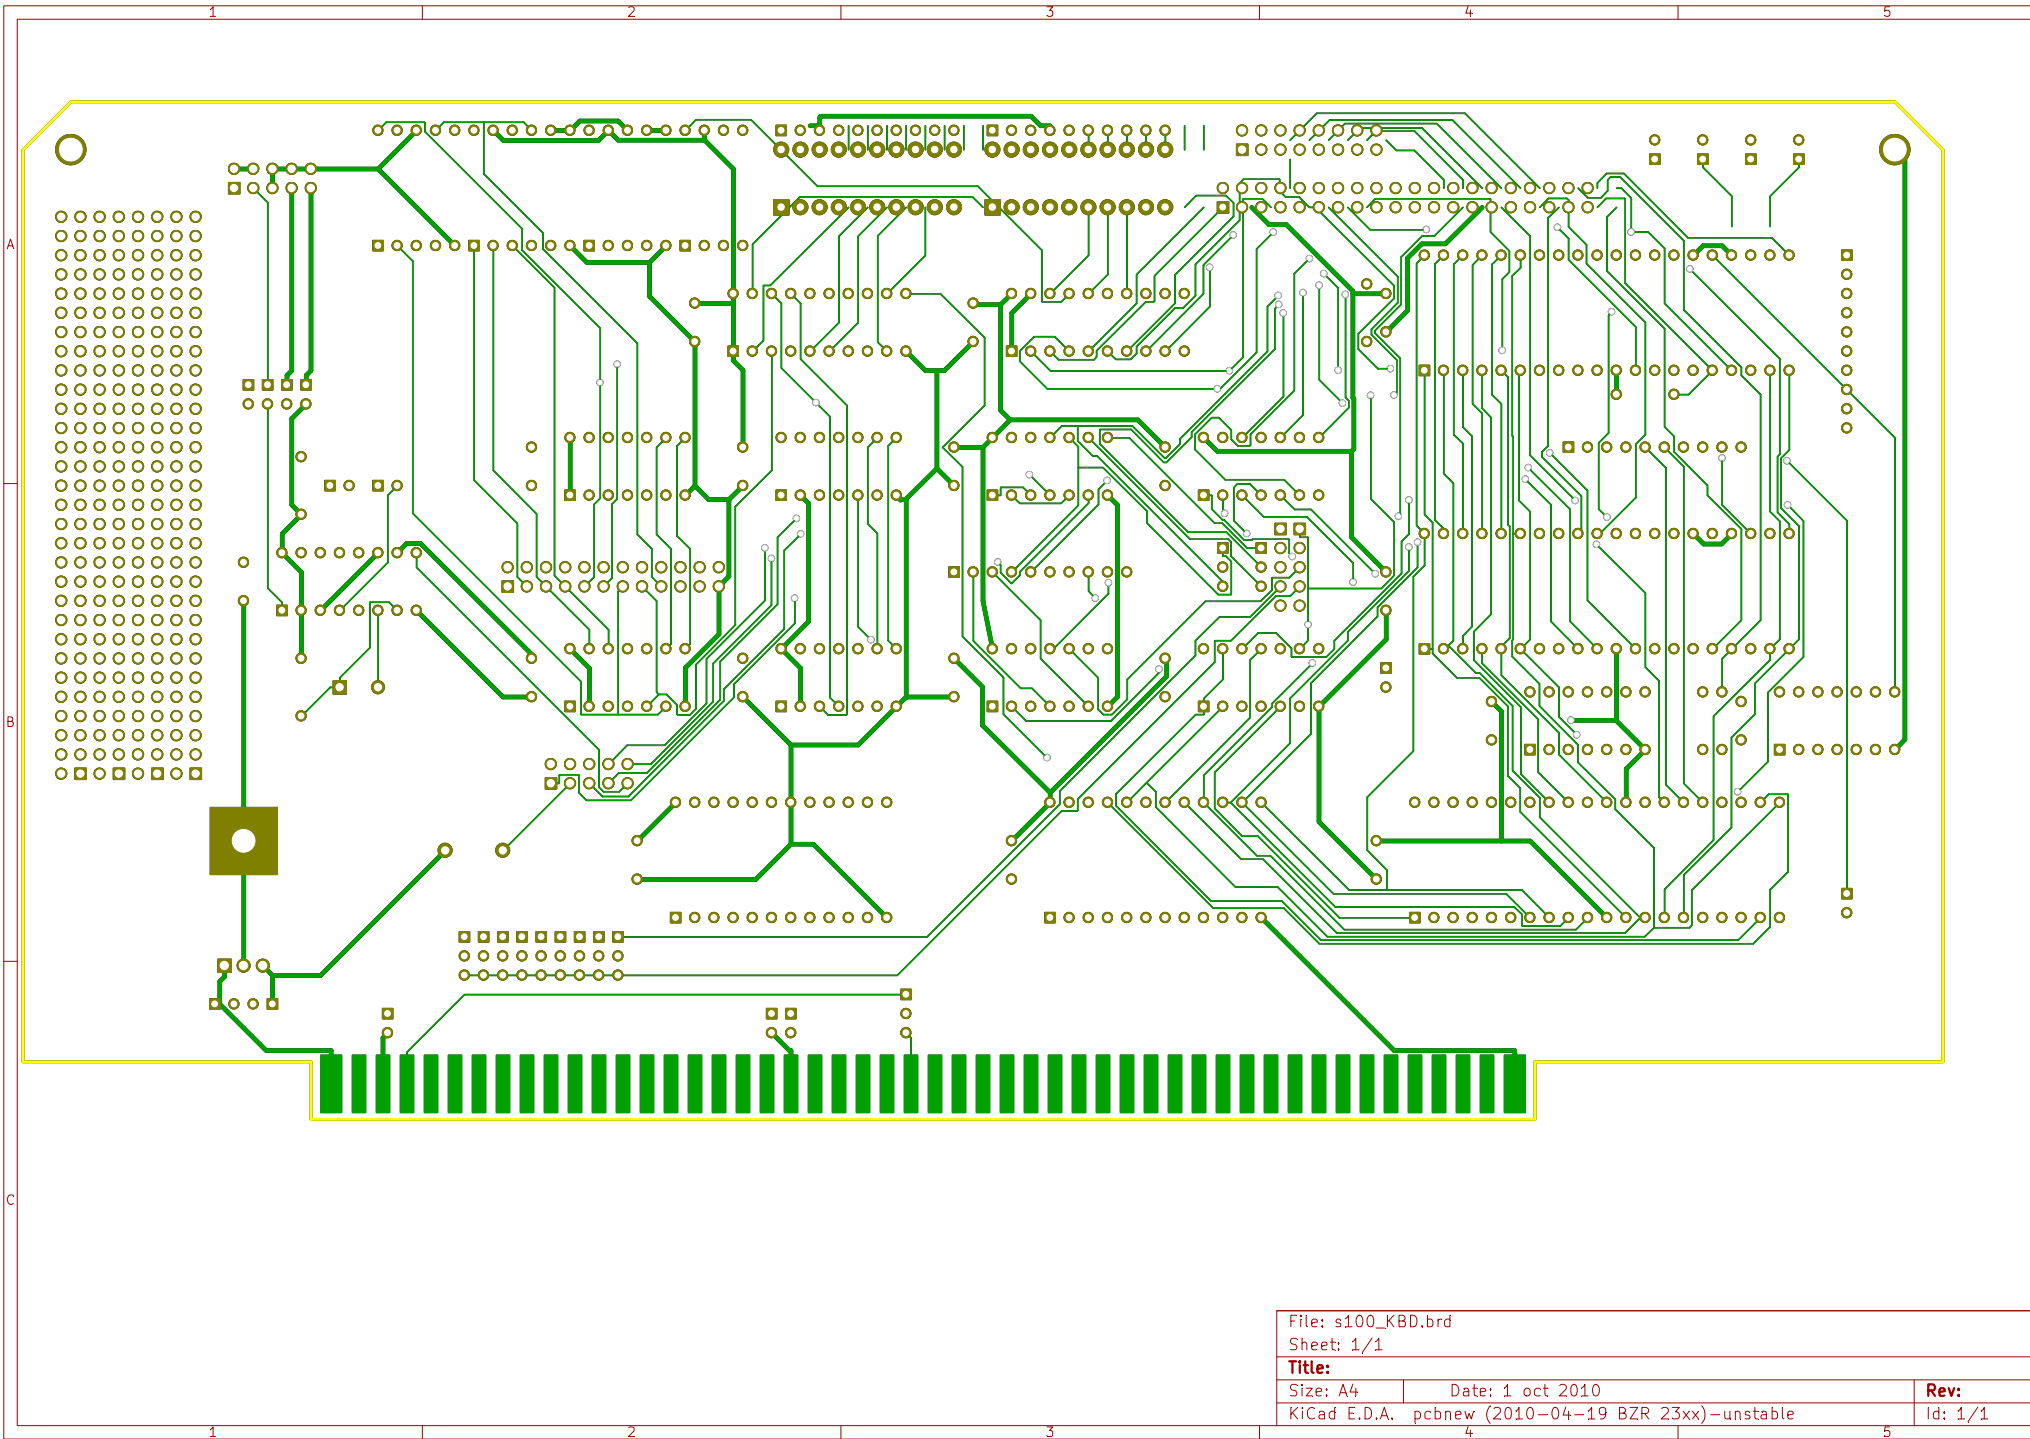 1 2 3 4 5
A
B
C
File: s100_KBD.brd
Sheet: 1/1
Title:
Size: A4 Date: 1 oct 2010 Rev:
KiCad E.D.A. pcbnew (2010-04-19 BZR 23xx)-unstable Id: 1/1
1 2 3 4 5